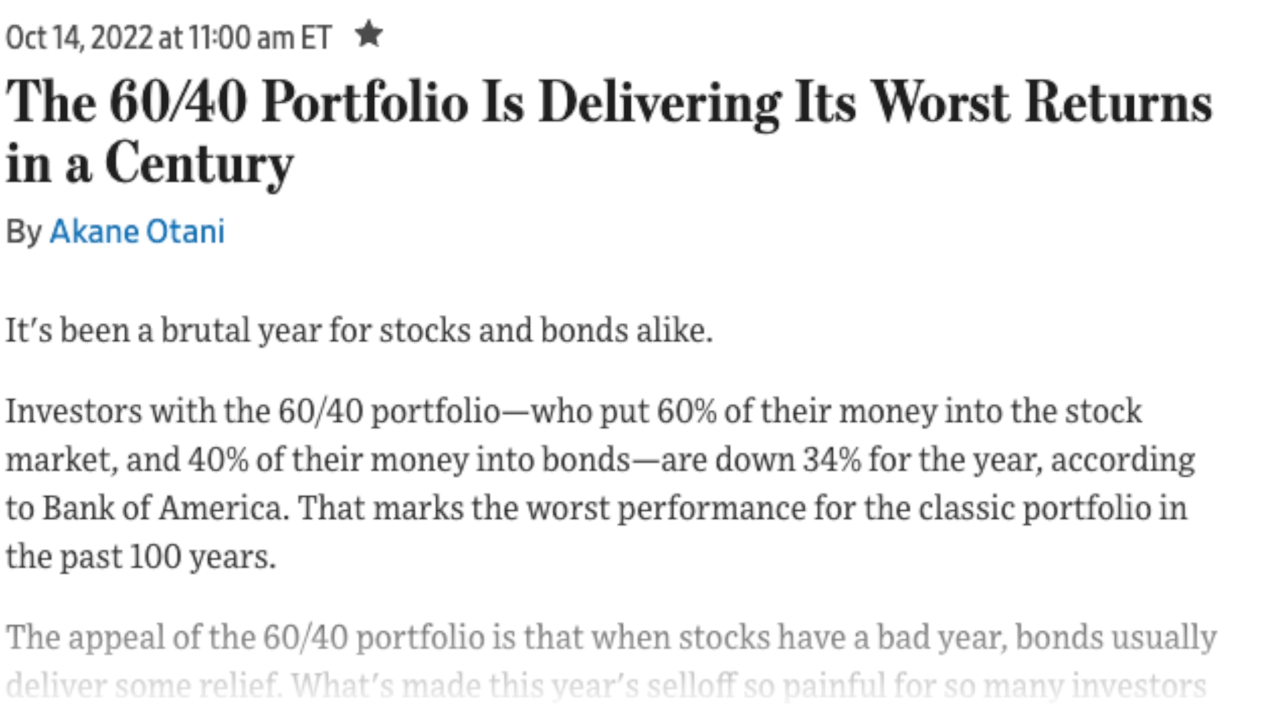 Oct 14, 2022 at 11:00 am ET
The 60/40 Portfolio Is Delivering Its Worst Returns
in a Century
By Akane Otani
It's been a brutal year for stocks and bonds alike.
Investors with the 60/40 portfolio—who put 60% of their money into the stock
market, and 40% of their money into bonds—are down 34% for the year, according
to Bank of America. That marks the worst performance for the classic portfolio in
the past 100 years.
The appeal of the 60/40 portfolio is that when stocks have a bad year, bonds usually
deliver some relief. What's made this year's selloff so painful for so many investors